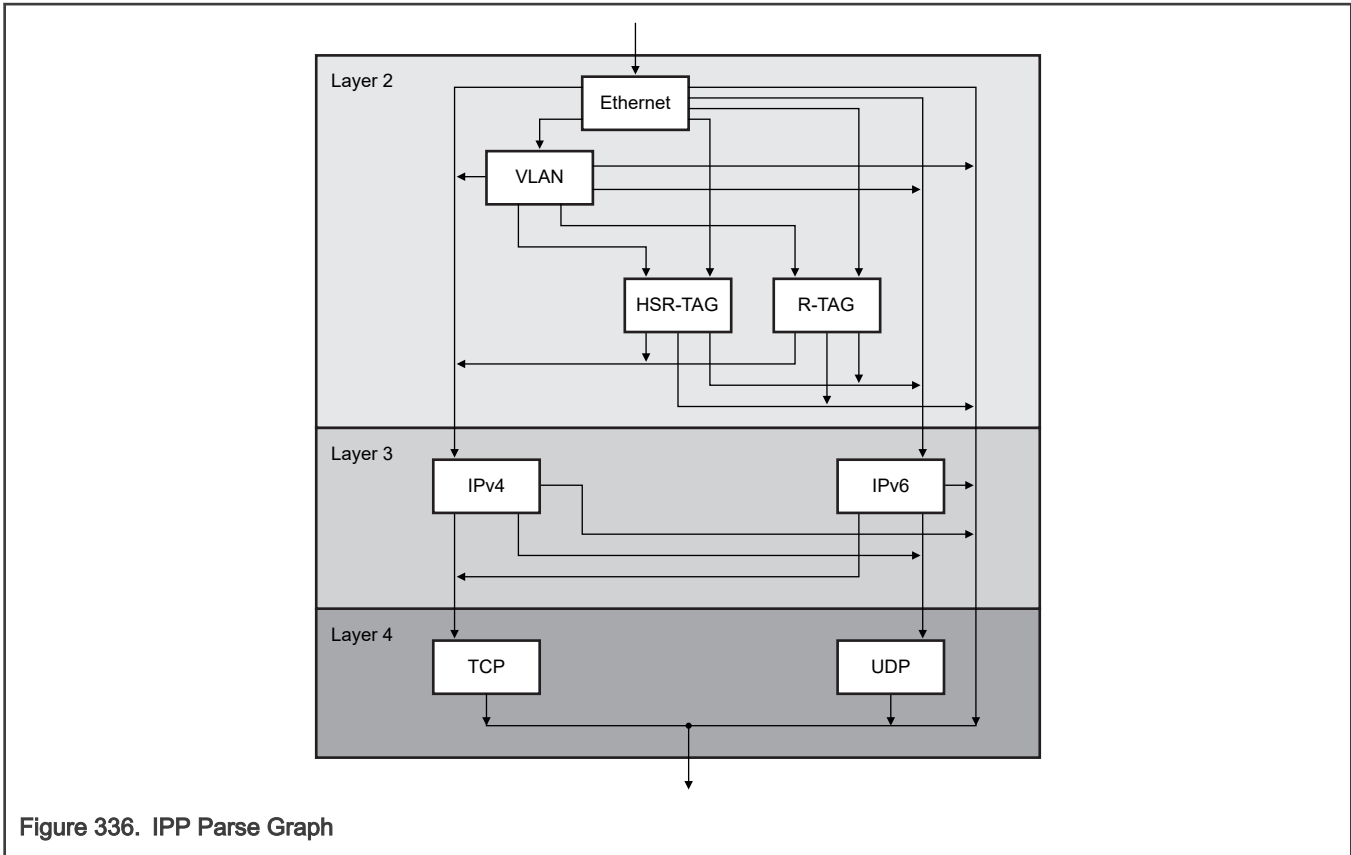 Layer 2
Ethernet
VLAN
HSR-TAG
R-TAG
Layer 3
IPv4
IPv6
Layer 4
TCP
UDP
Figure 336. IPP Parse Graph